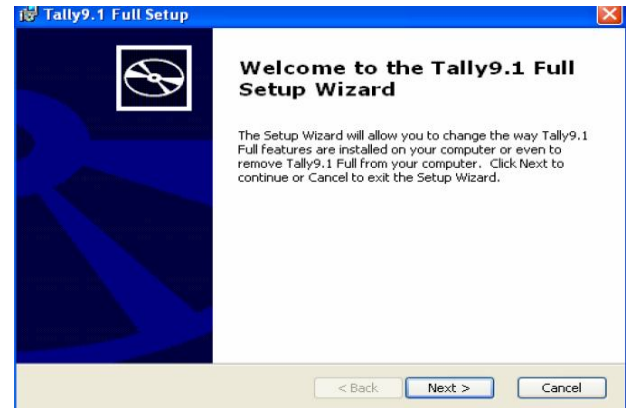 Tally9.1 Full Setup
Welcome to the Tally9.1 Full
Setup Wizard
The Setup Wizard will allow you to change the way Tally9.1
Full features are installed on your computer or even to
remove Tally9.1 Full from your computer. Click Next to
continue or Cancel to exit the Setup Wizard.
< Back Next > Cancel